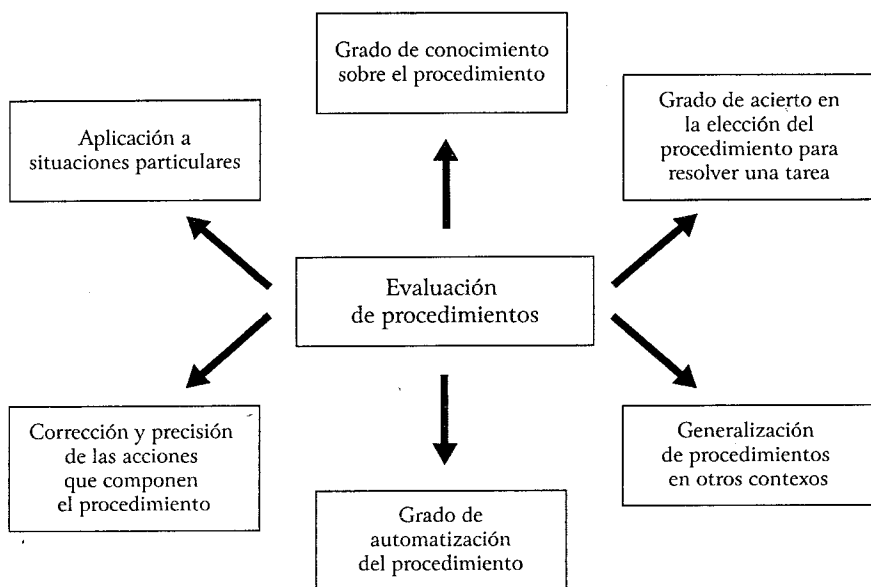 Grado de conocimiento
sobre el procedimiento
Aplicación a
situaciones particulares
Grado de acierto en
la elección del
procedimiento para
resolver una tarea
Evaluación
de procedimientos
Corrección y precisión
de las acciones
que componen
el procedimiento
Grado de
automatización
del procedimiento
Generalización
de procedimientos
en otros contexos